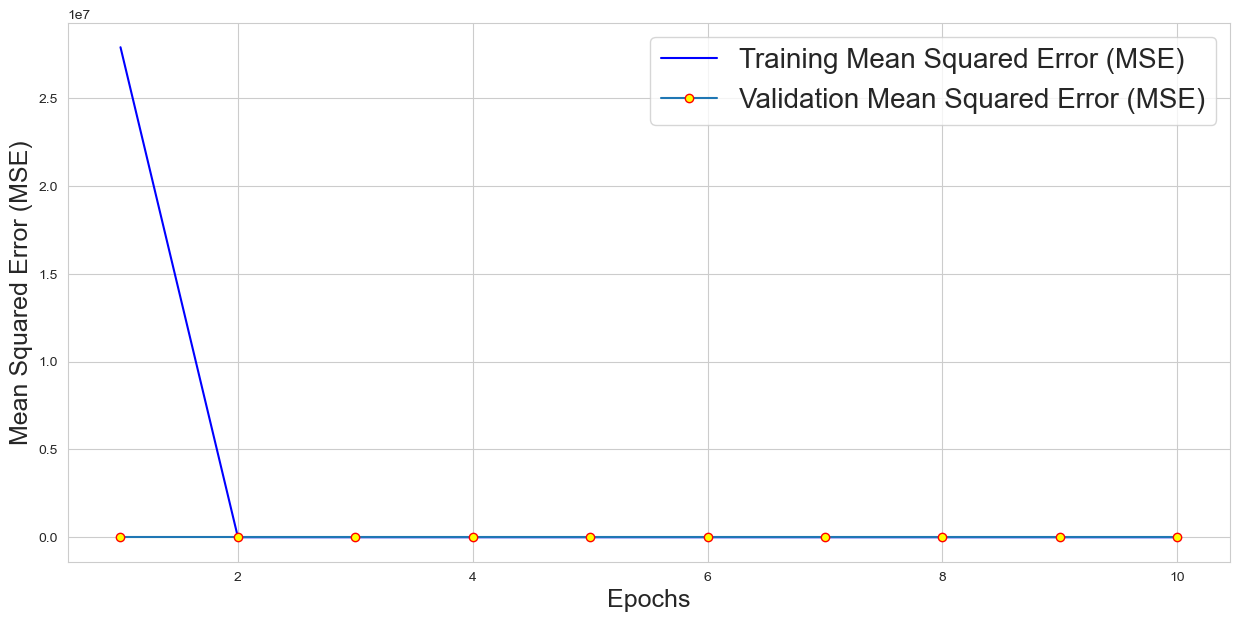 1e7
Training Mean Squared Error (MSE)
Validation Mean Squared Error (MSE)
Mean Squared Error (MSE)
2.5
2.0
1.5
1.0
0.5
0.0
2 4 6 8 10
Epochs